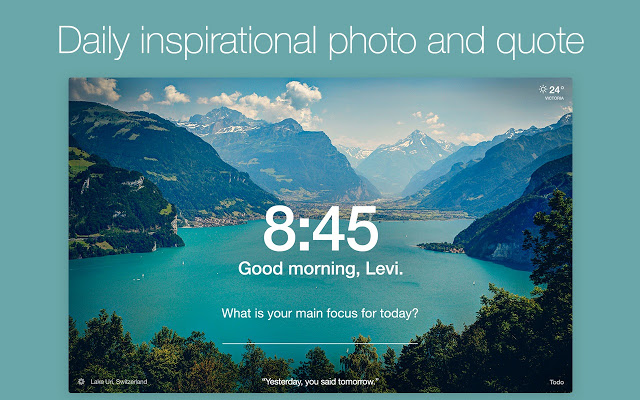 Daily inspirational photo and quote
24°
VICTORIA
8:45
Good morning, Levi.
What is your main focus for today?
Lake Uri, Switzerland
"Yesterday, you said tomorrow."
Todo